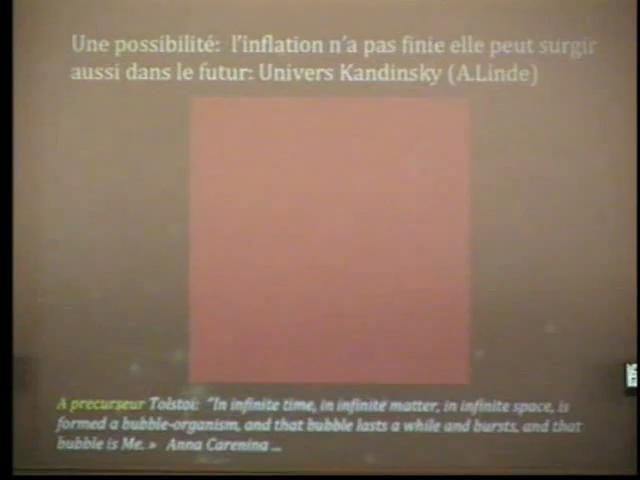 Une possibilité:  l'inflation n'a pas finie elle peut surgir
aussi dans le futur: Univers Kandinsky (A.Linde)
A precurseur Tolstoi:  "In infinite time, in infinite matter, in infinite space, is
formed a bubble-organism, and that bubble lasts a while and bursts, and that
bubble is Me. »  Anna Carenina ...